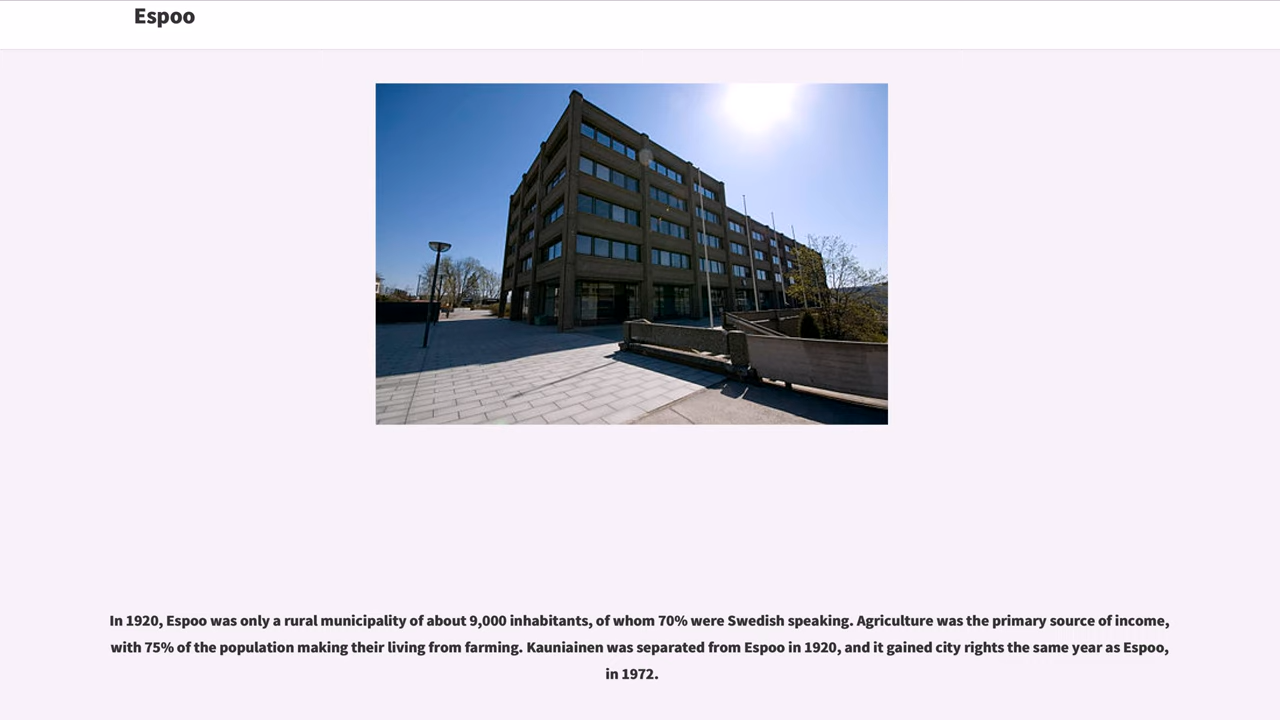 Espoo
In 1920, Espoo was only a rural municipality of about 9,000 inhabitants, of whom 70% were Swedish speaking. Agriculture was the primary source of income,
with 75% of the population making their living from farming. Kauniainen was separated from Espoo in 1920, and it gained city rights the same year as Espoo,
in 1972.